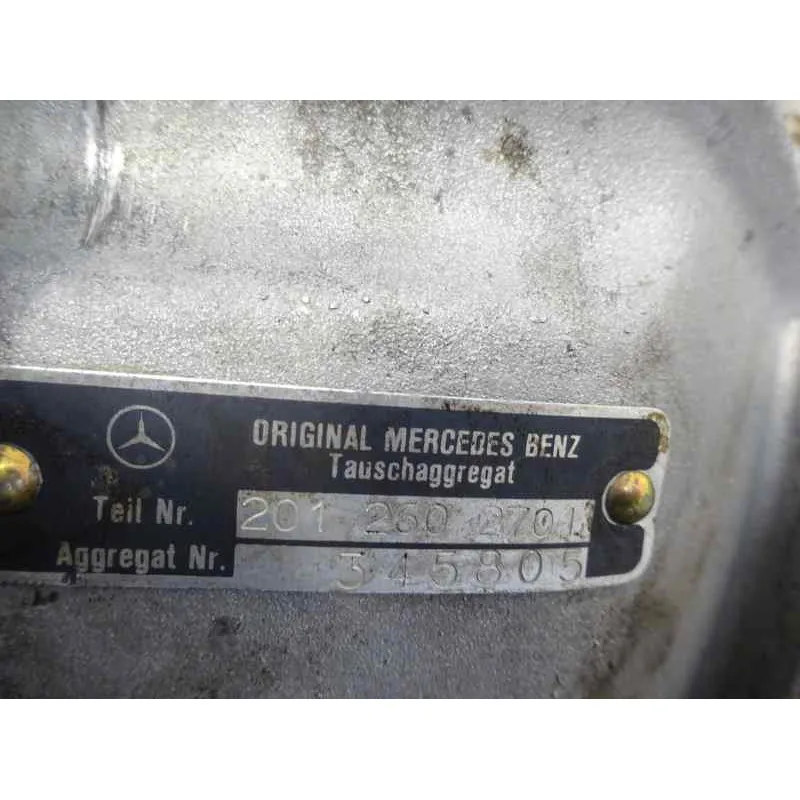 ORIGINAL MERCEDES BENZ
Tauschaggregat
Teil Nr. 201 260 2701
Aggregat Nr. 345805